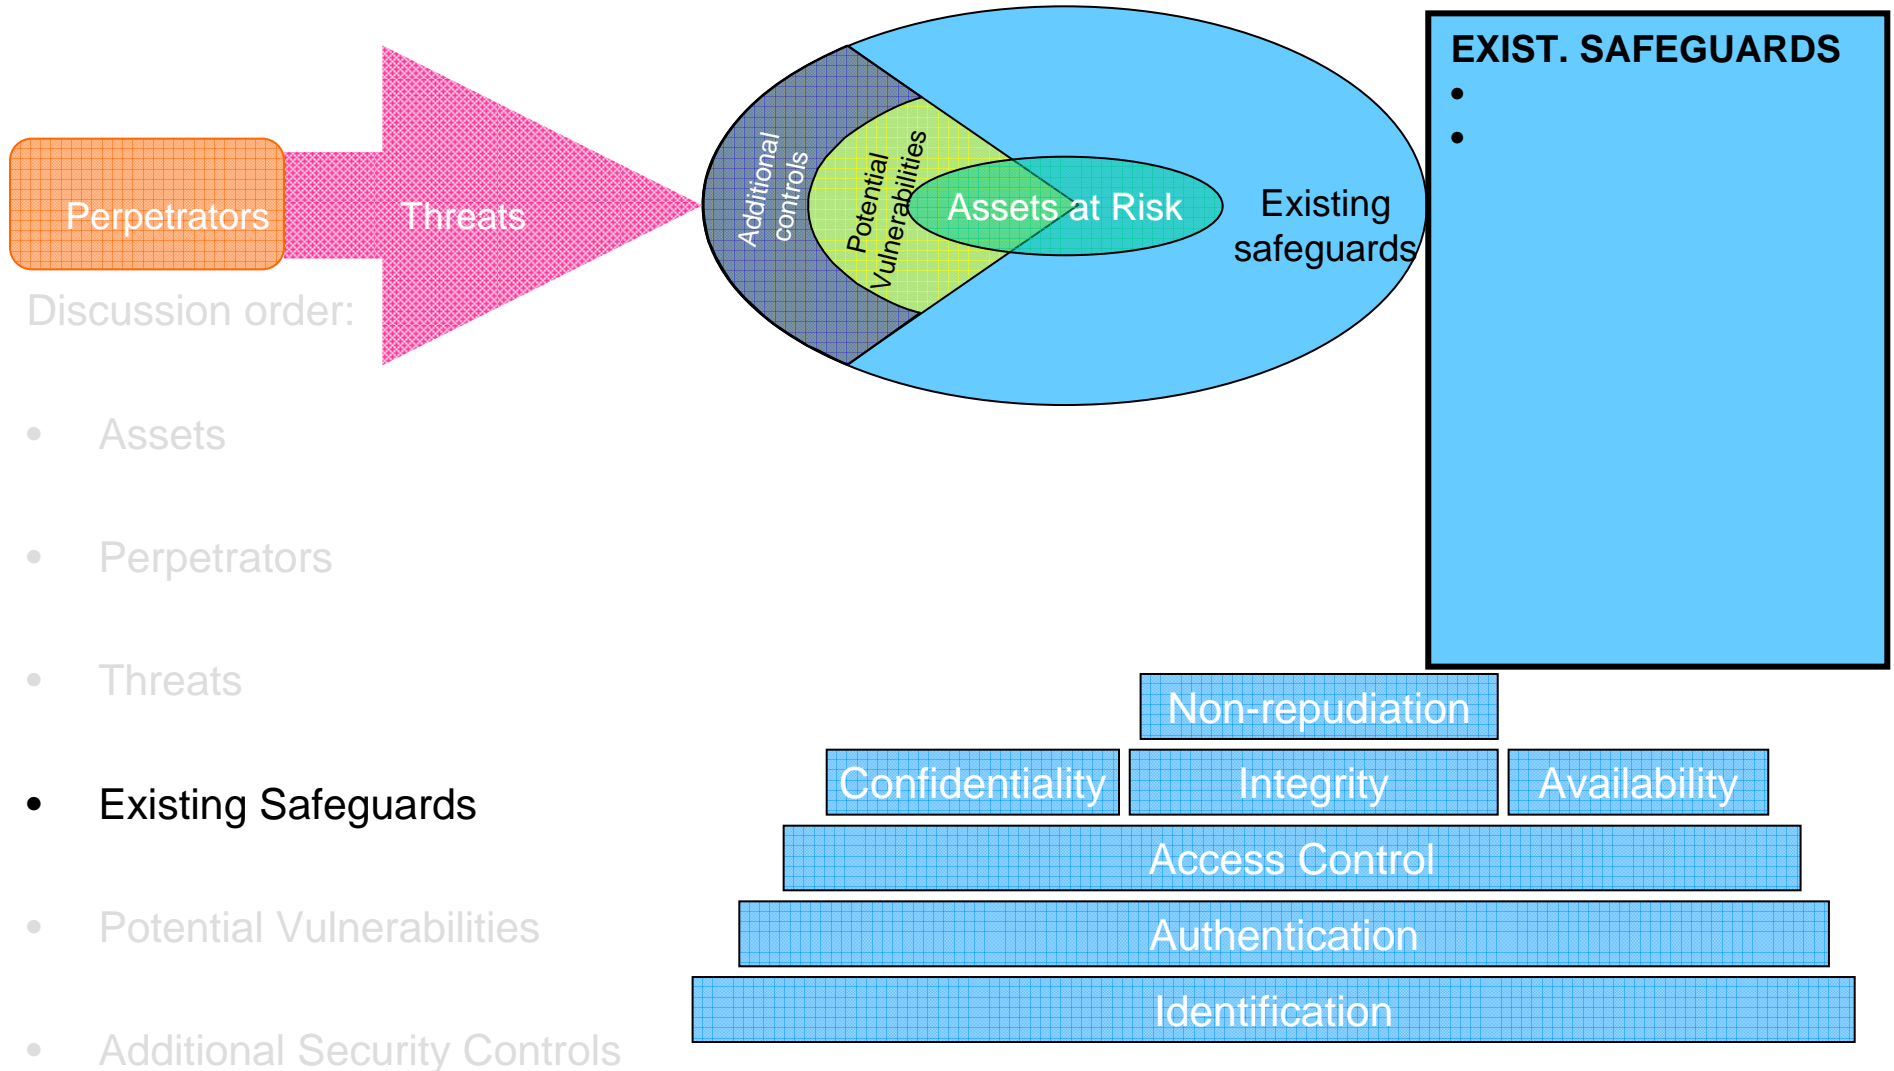 EXIST. SAFEGUARDS
•
•
Perpetrators
Threats
Additional
controls
Potential
Vulnerabilities
Assets at Risk
Existing
safeguards
Discussion order:
• Assets
• Perpetrators
• Threats
• Existing Safeguards
• Potential Vulnerabilities
• Additional Security Controls
Non-repudiation
Confidentiality
Integrity
Availability
Access Control
Authentication
Identification